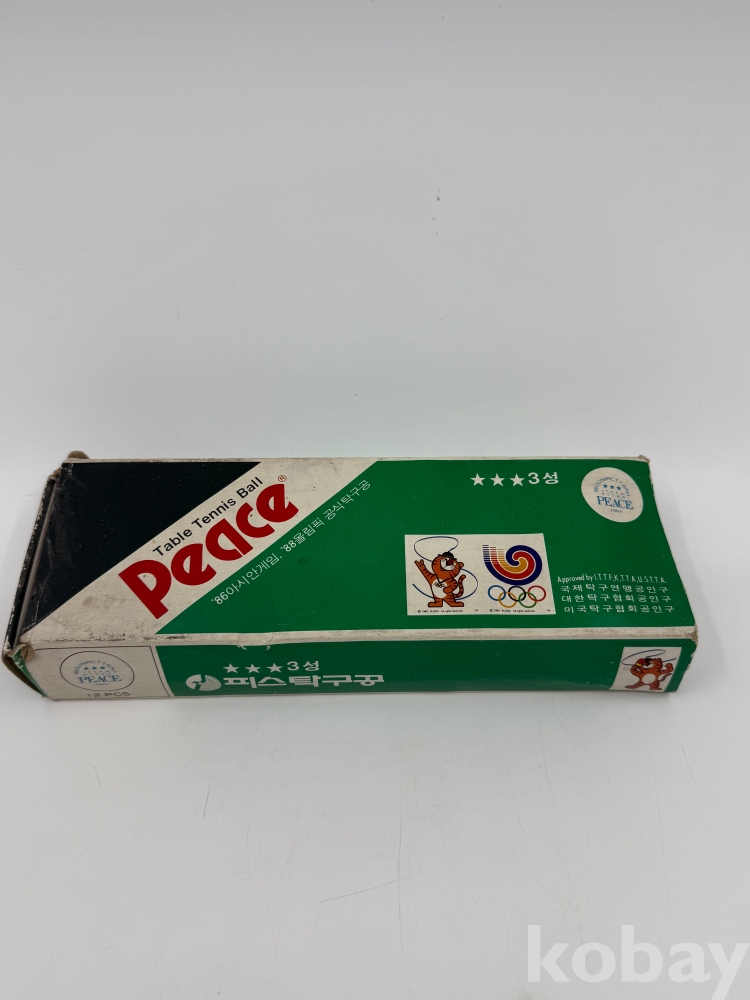 Table Tennis Ball
Peace®
'86아시안게임, '88올림픽 공식탁구공
★★★3성
PEACE
Approved by I.T.T.F,K.T.T.A,U.S.T.T.A.
국제탁구연맹공인구
대한탁구협회공인구
미국탁구협회공인구
★★★3성
피스탁구공
PEACE
12 PCS
kobay